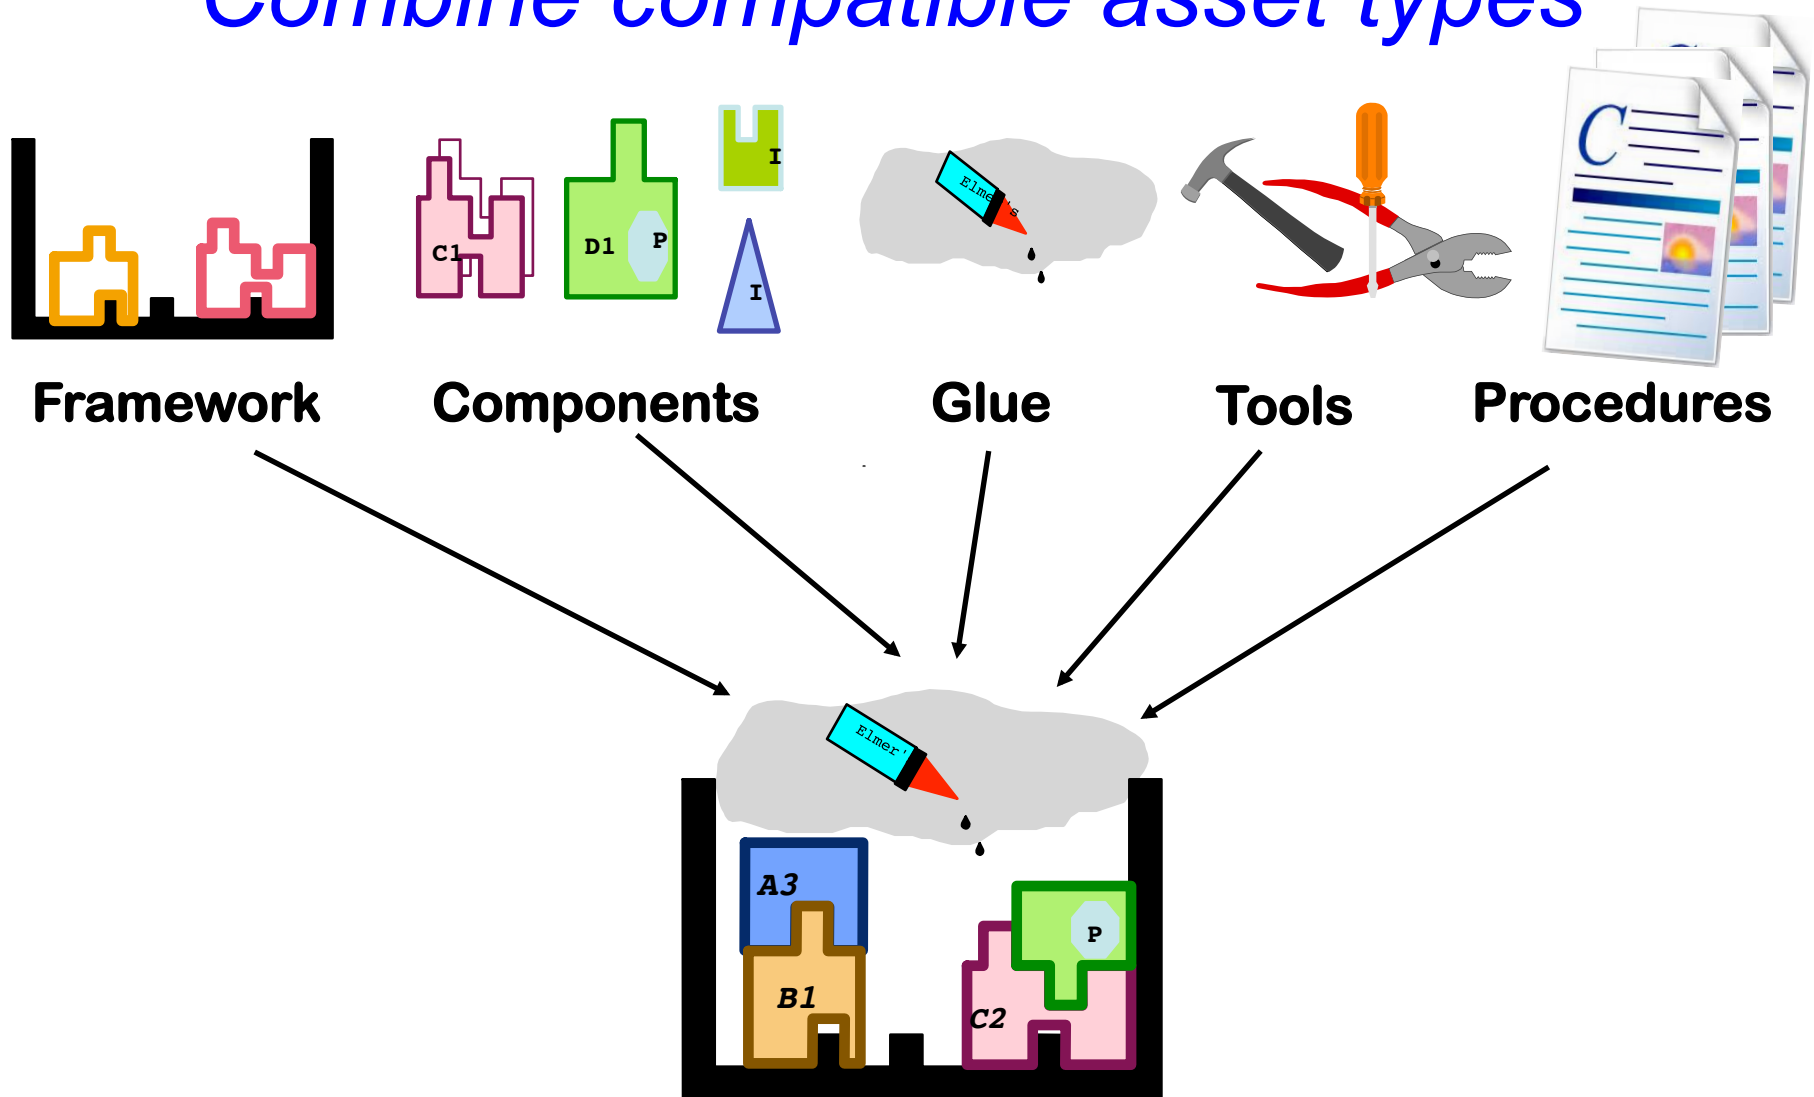 Combine compatible asset types
I
C1
D1
P
I
Elmer's
C
Framework
Components
Glue
Tools
Procedures
Elmer'
A3
P
B1
C2